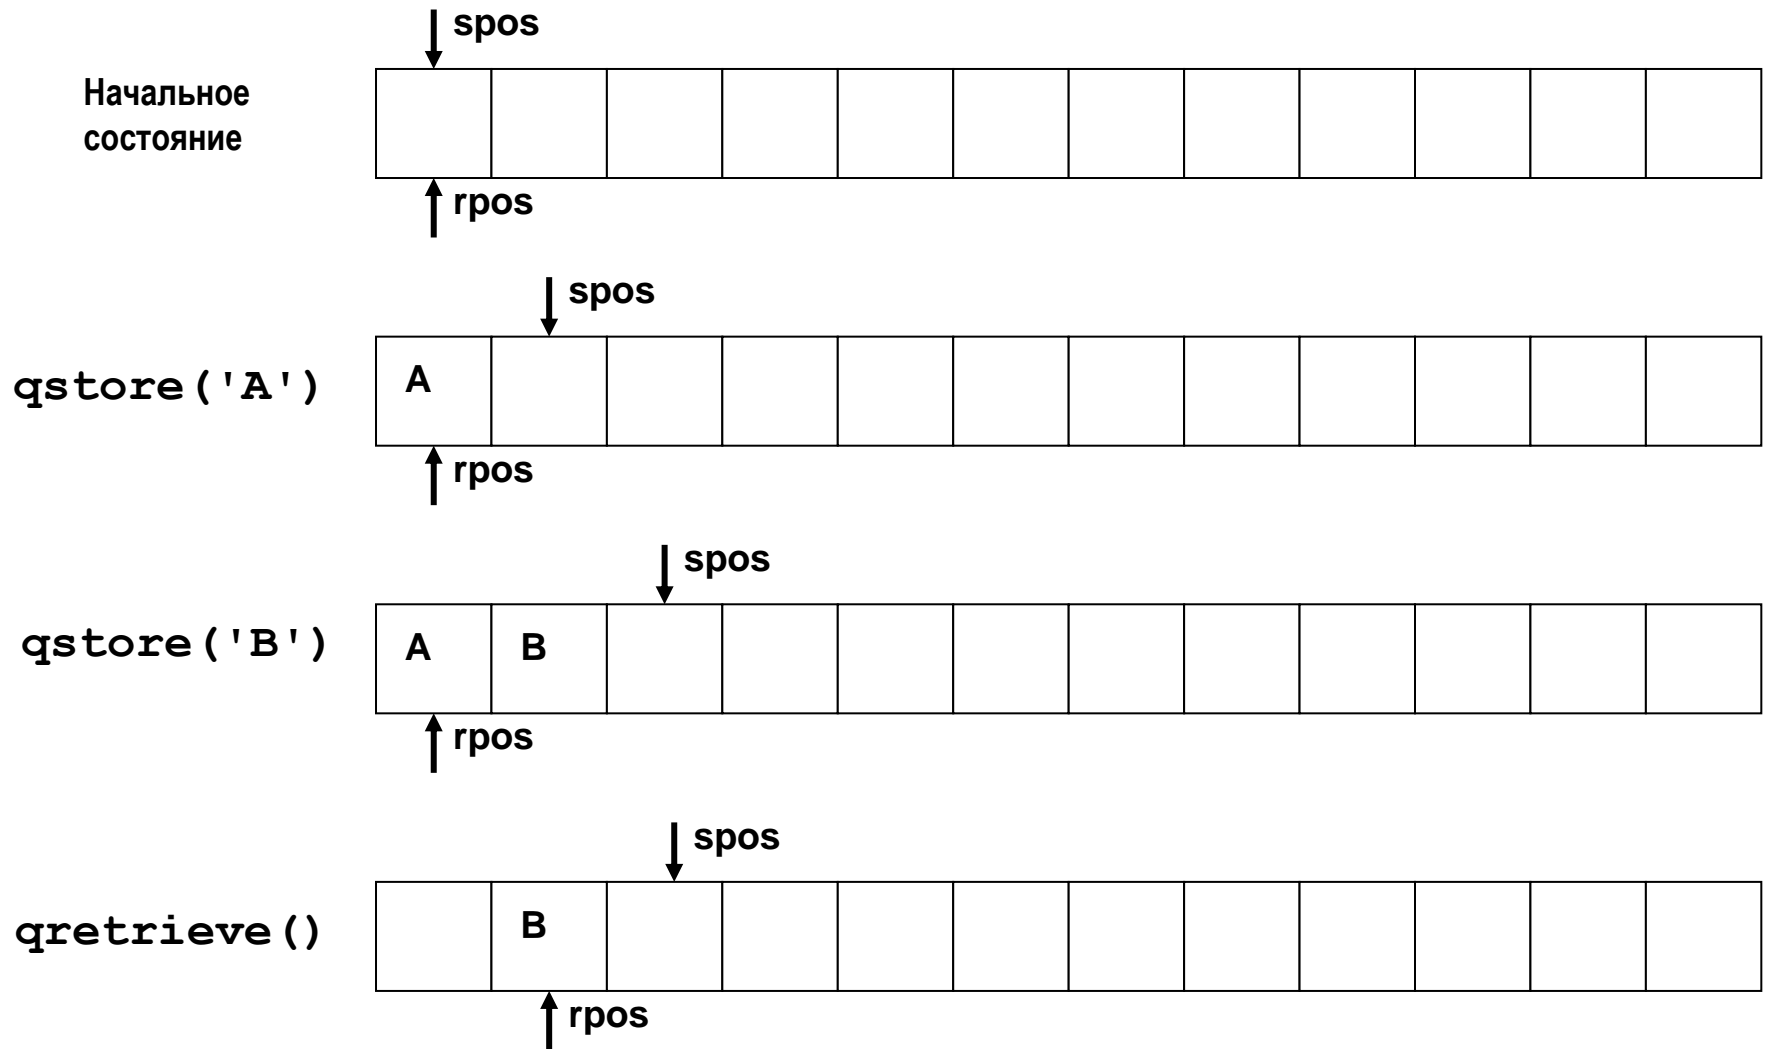 spos
Начальное
состояние
rpos
spos
qstore('A')
A
rpos
spos
qstore('B')
A B
rpos
spos
qretrieve()
B
rpos